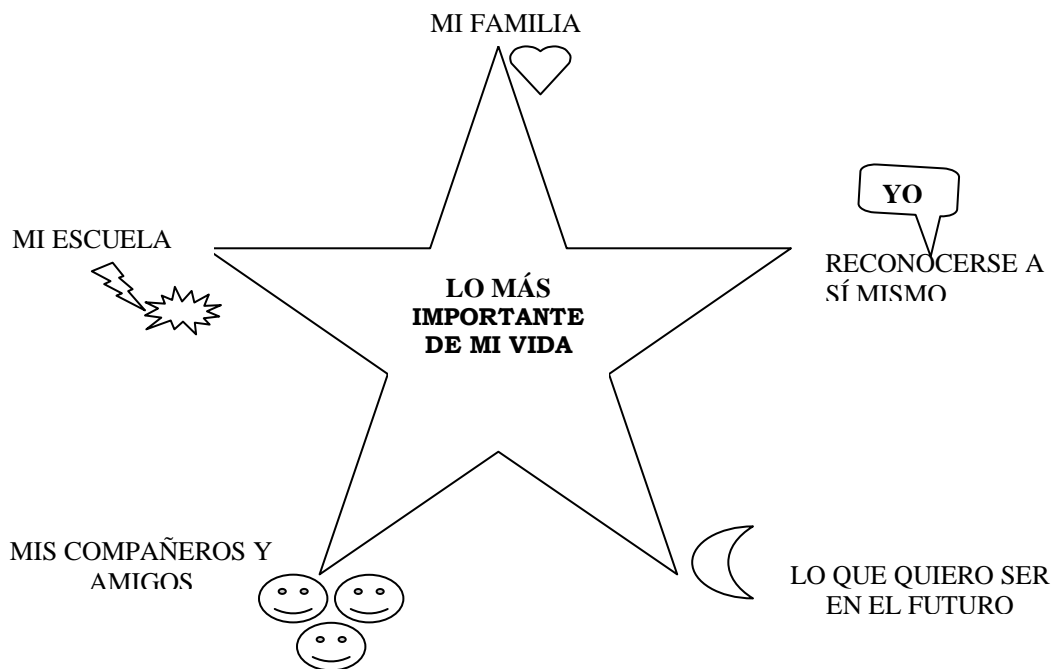 MI FAMILIA
YO
MI ESCUELA
RECONOCERSE A
SÍ MISMO
LO MÁS
IMPORTANTE
DE MI VIDA
MIS COMPAÑEROS Y
AMIGOS
LO QUE QUIERO SER
EN EL FUTURO